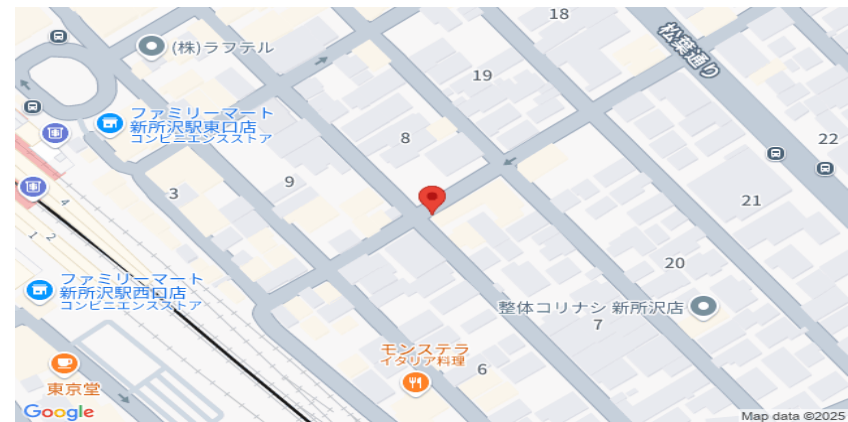 18
松葉通り
(株)ラフテル
19
ファミリーマート
新所沢駅東口店
コンビニエンスストア
8
22
9
3
21
4
2
1
20
ファミリーマート
新所沢駅西口店
コンビニエンスストア
整体コリナシ 新所沢店
7
モンステラ
イタリア料理
6
東京堂
Google
Map data ©2025